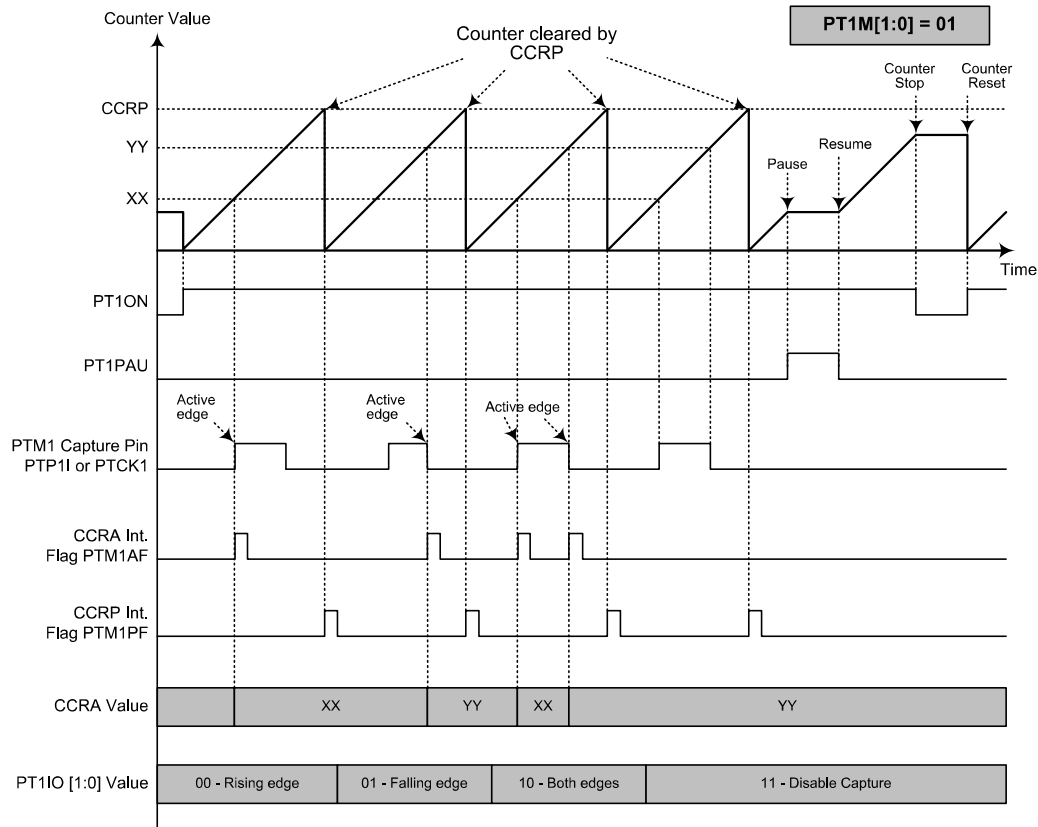 Counter Value
PT1M[1:0] = 01
Counter cleared by
CCRP
Counter
Stop
Counter
Reset
CCRP
YY
XX
Pause
Resume
Time
PT1ON
PT1PAU
Active
edge
Active
edge
Active edge
PTM1 Capture Pin
PTP1I or PTCK1
CCRA Int.
Flag PTM1AF
CCRP Int.
Flag PTM1PF
CCRA Value
XX
YY
XX
YY
PT1IO [1:0] Value
00 - Rising edge
01 - Falling edge
10 - Both edges
11 - Disable Capture